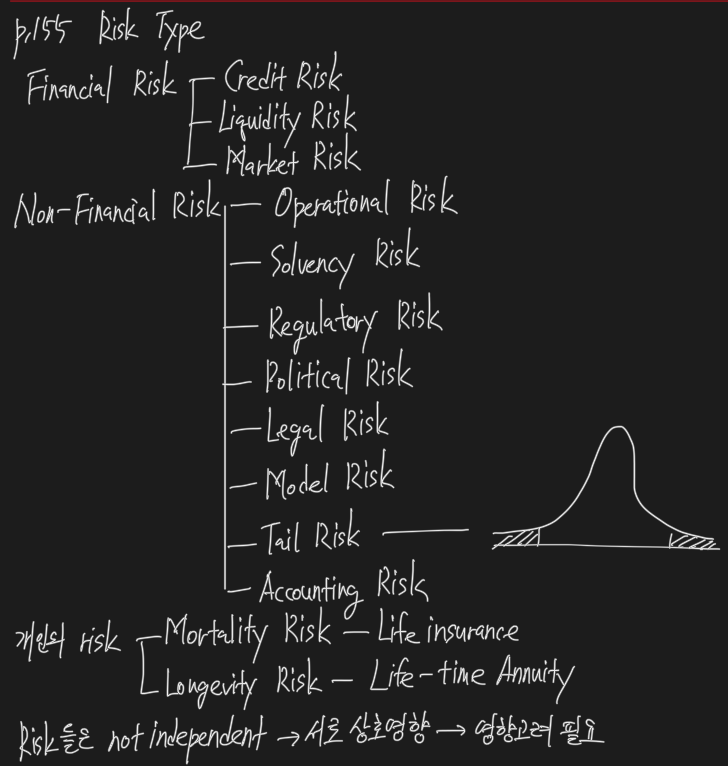 p.155 Risk Type
Financial Risk Credit Risk
Liquidity Risk
Market Risk
Non-Financial Risk Operational Risk
Solvency Risk
Regulatory Risk
Political Risk
Legal Risk
Model Risk
Tail Risk
Accounting Risk
개인의 risk Mortality Risk - Life insurance
Longevity Risk - Life-time Annuity
Risk들은 not independent → 서로 상호영향 → 영향고려 필요